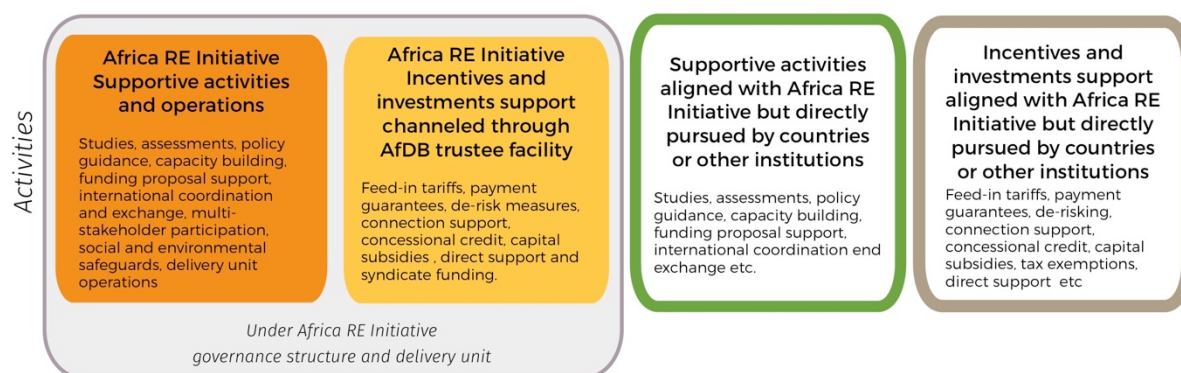 Activities
Africa RE Initiative
Supportive activities
and operations
Studies, assessments, policy
guidance, capacity building,
funding proposal support,
international coordination
and exchange, multi-
stakeholder participation,
social and environmental
safeguards, delivery unit
operations
Africa RE Initiative
Incentives and
investments support
channeled through
AfDB trustee facility
Feed-in tariffs, payment
guarantees, de-risk measures,
connection support,
concessional credit, capital
subsidies , direct support and
syndicate funding.
Under Africa RE Initiative
governance structure and delivery unit
Supportive activities
aligned with Africa RE
Initiative but directly
pursued by countries
or other institutions
Studies, assessments, policy
guidance, capacity building,
funding proposal support,
international coordination end
exchange etc.
Incentives and
investments support
aligned with Africa RE
Initiative but directly
pursued by countries
or other institutions
Feed-in tariffs, payment
guarantees, de-risking,
connection support,
concessional credit, capital
subsidies, tax exemptions,
direct support etc